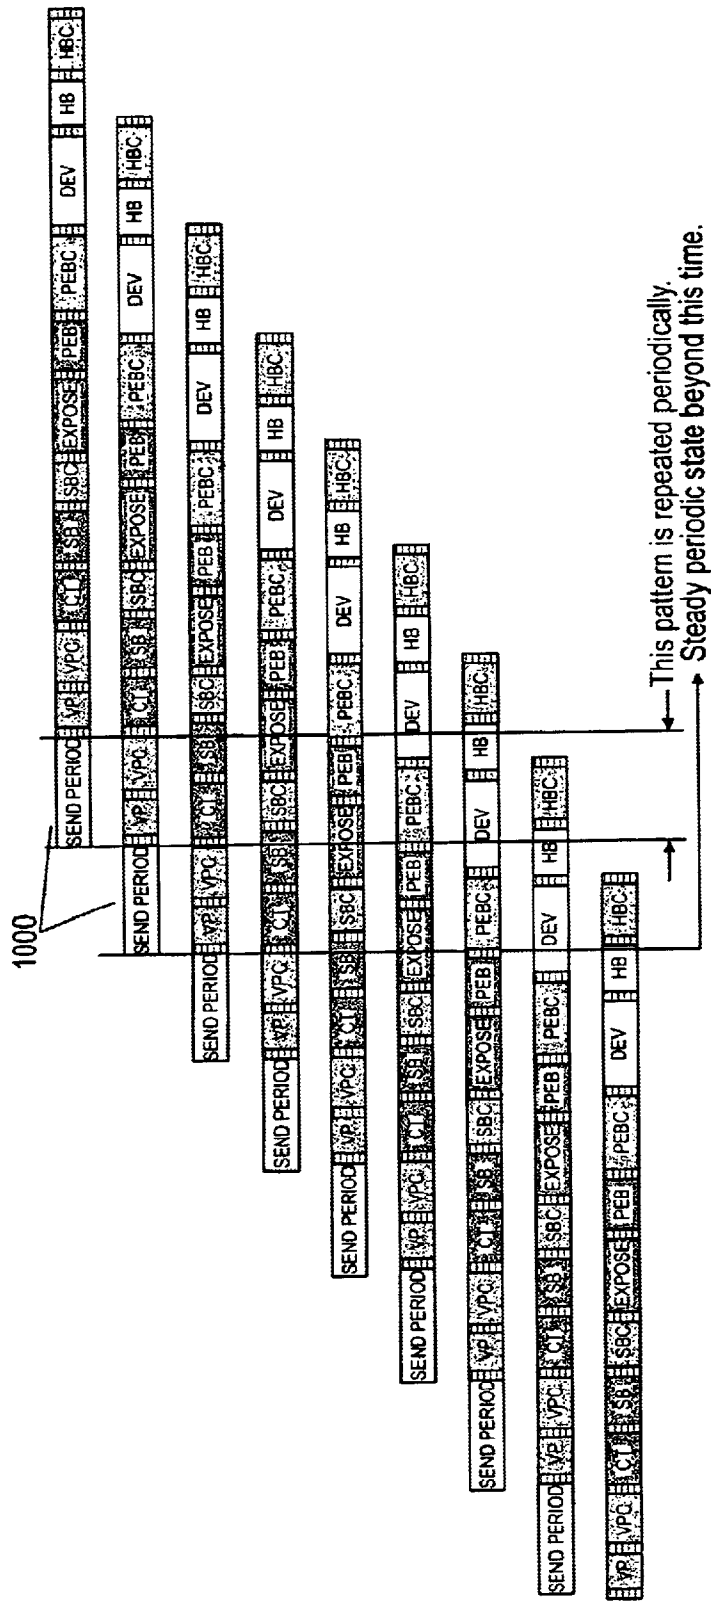 1000
SEND PERIOD VP VPC CT SB SBC EXPOSE PEB PEBC DEV HB HBC
SEND PERIOD VP VPC CT SB SBC EXPOSE PEB PEBC DEV HB HBC
SEND PERIOD VP VPC CT SB SBC EXPOSE PEB PEBC DEV HB HBC
SEND PERIOD VP VPC CT SB SBC EXPOSE PEB PEBC DEV HB HBC
SEND PERIOD VP VPC CT SB SBC EXPOSE PEB PEBC DEV HB HBC
SEND PERIOD VP VPC CT SB SBC EXPOSE PEB PEBC DEV HB HBC
SEND PERIOD VP VPC CT SB SBC EXPOSE PEB PEBC DEV HB HBC
SEND PERIOD VP VPC CT SB SBC EXPOSE PEB PEBC DEV HB HBC
VP VPC CT SB SBC EXPOSE PEB PEBC DEV HB HBC
This pattern is repeated periodically.
Steady periodic state beyond this time.